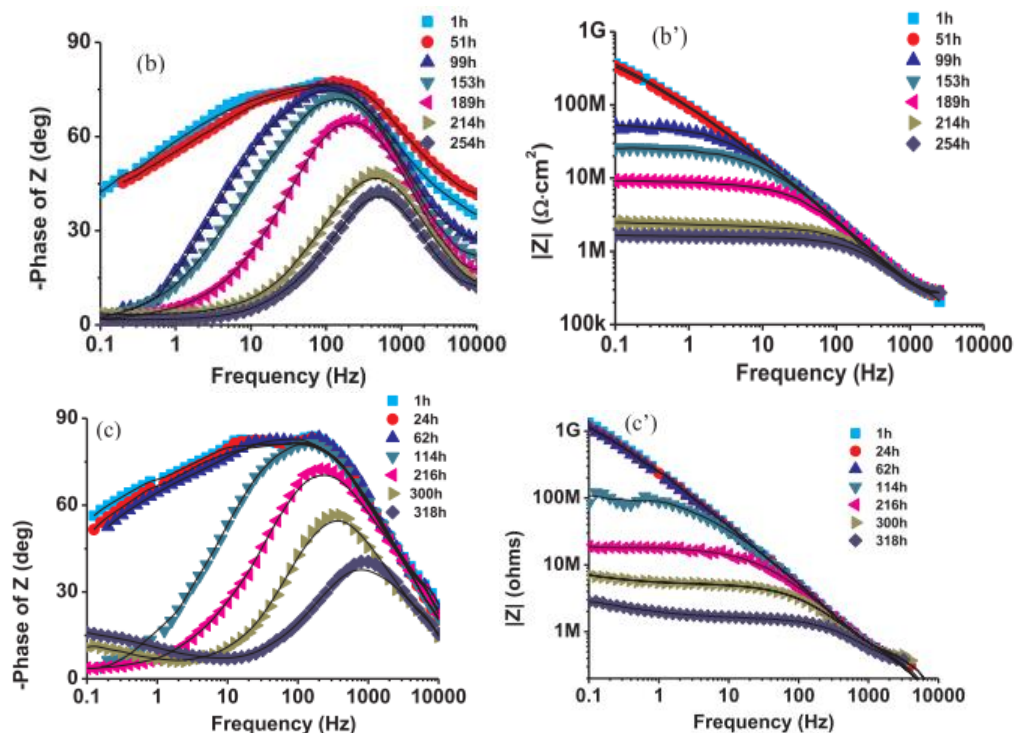 (b)
-Phase of Z (deg)
90
60
30
0
0.1 1 10 100 1000 10000
Frequency (Hz)
1h
51h
99h
153h
189h
214h
254h
(b')
|Z| (Ω·cm²)
1G
100M
10M
1M
100k
0.1 1 10 100 1000 10000
Frequency (Hz)
1h
51h
99h
153h
189h
214h
254h
(c)
-Phase of Z (deg)
90
60
30
0
0.1 1 10 100 1000 10000
Frequency (Hz)
1h
24h
62h
114h
216h
300h
318h
(c')
|Z| (ohms)
1G
100M
10M
1M
0.1 1 10 100 1000 10000
Frequency (Hz)
1h
24h
62h
114h
216h
300h
318h